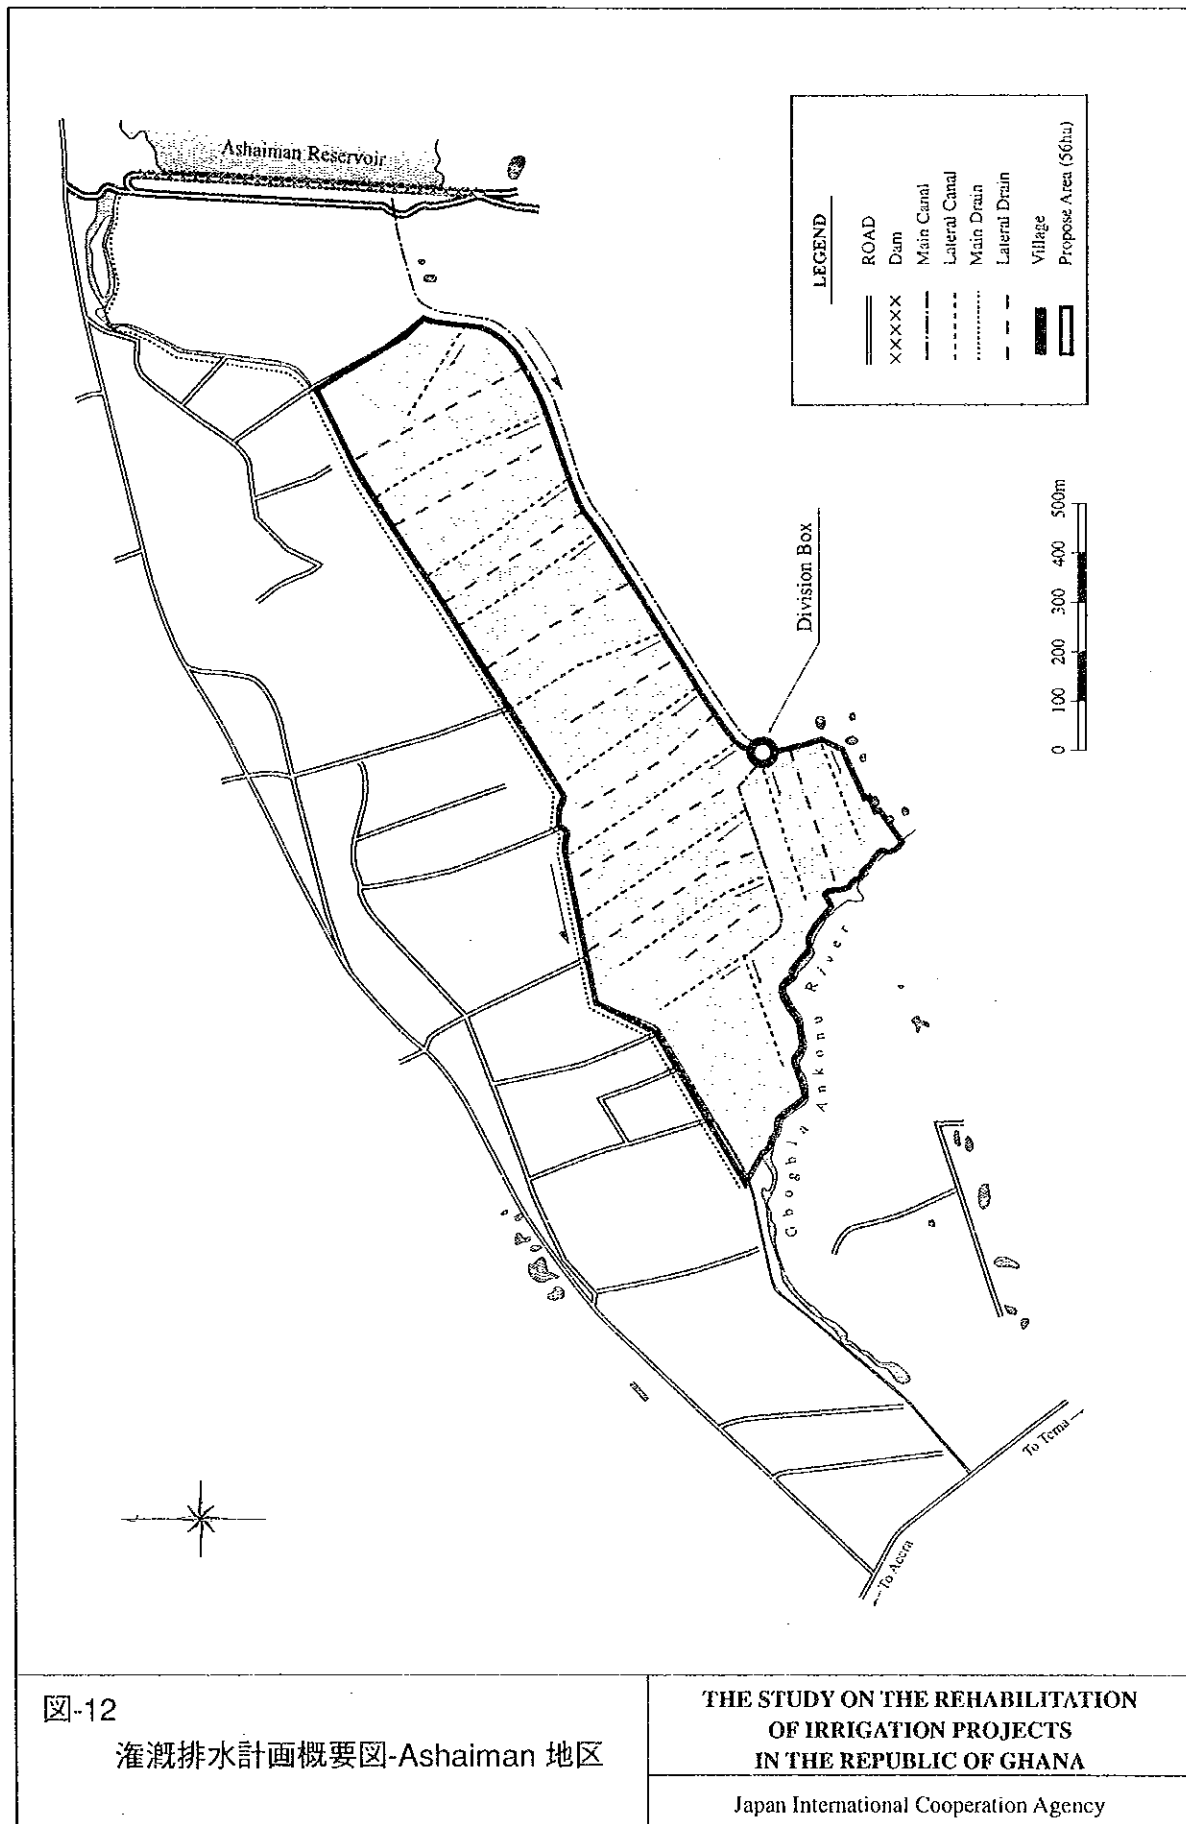 Ashaiman Reservoir
LEGEND
ROAD
Dam
Main Canal
Lateral Canal
Main Drain
Lateral Drain
Village
Propose Area (56ha)
Division Box
0 100 200 300 400 500m
Gboghla Ankonu River
To Tema
To Accra
図-12
潅漑排水計画概要図-Ashaiman 地区
THE STUDY ON THE REHABILITATION
OF IRRIGATION PROJECTS
IN THE REPUBLIC OF GHANA
Japan International Cooperation Agency